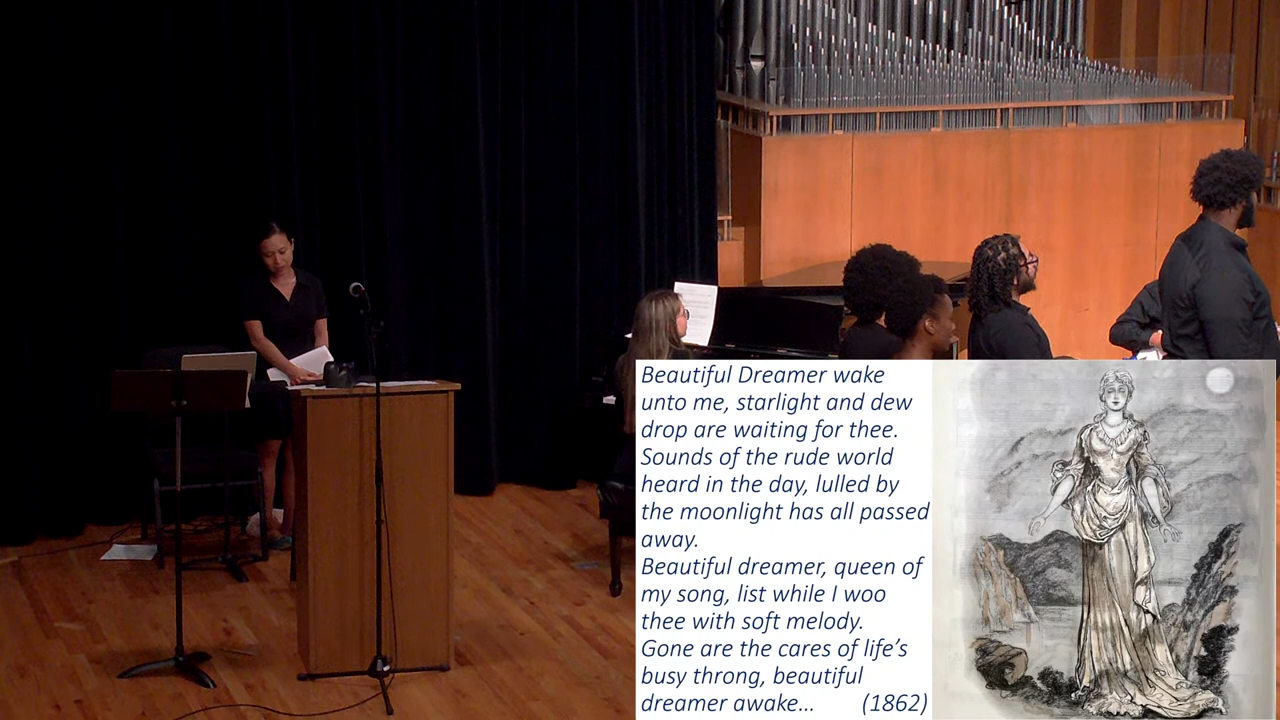 Beautiful Dreamer wake
unto me, starlight and dew
drop are waiting for thee.
Sounds of the rude world
heard in the day, lulled by
the moonlight has all passed
away.
Beautiful dreamer, queen of
my song, list while I woo
thee with soft melody.
Gone are the cares of life’s
busy throng, beautiful
dreamer awake... (1862)